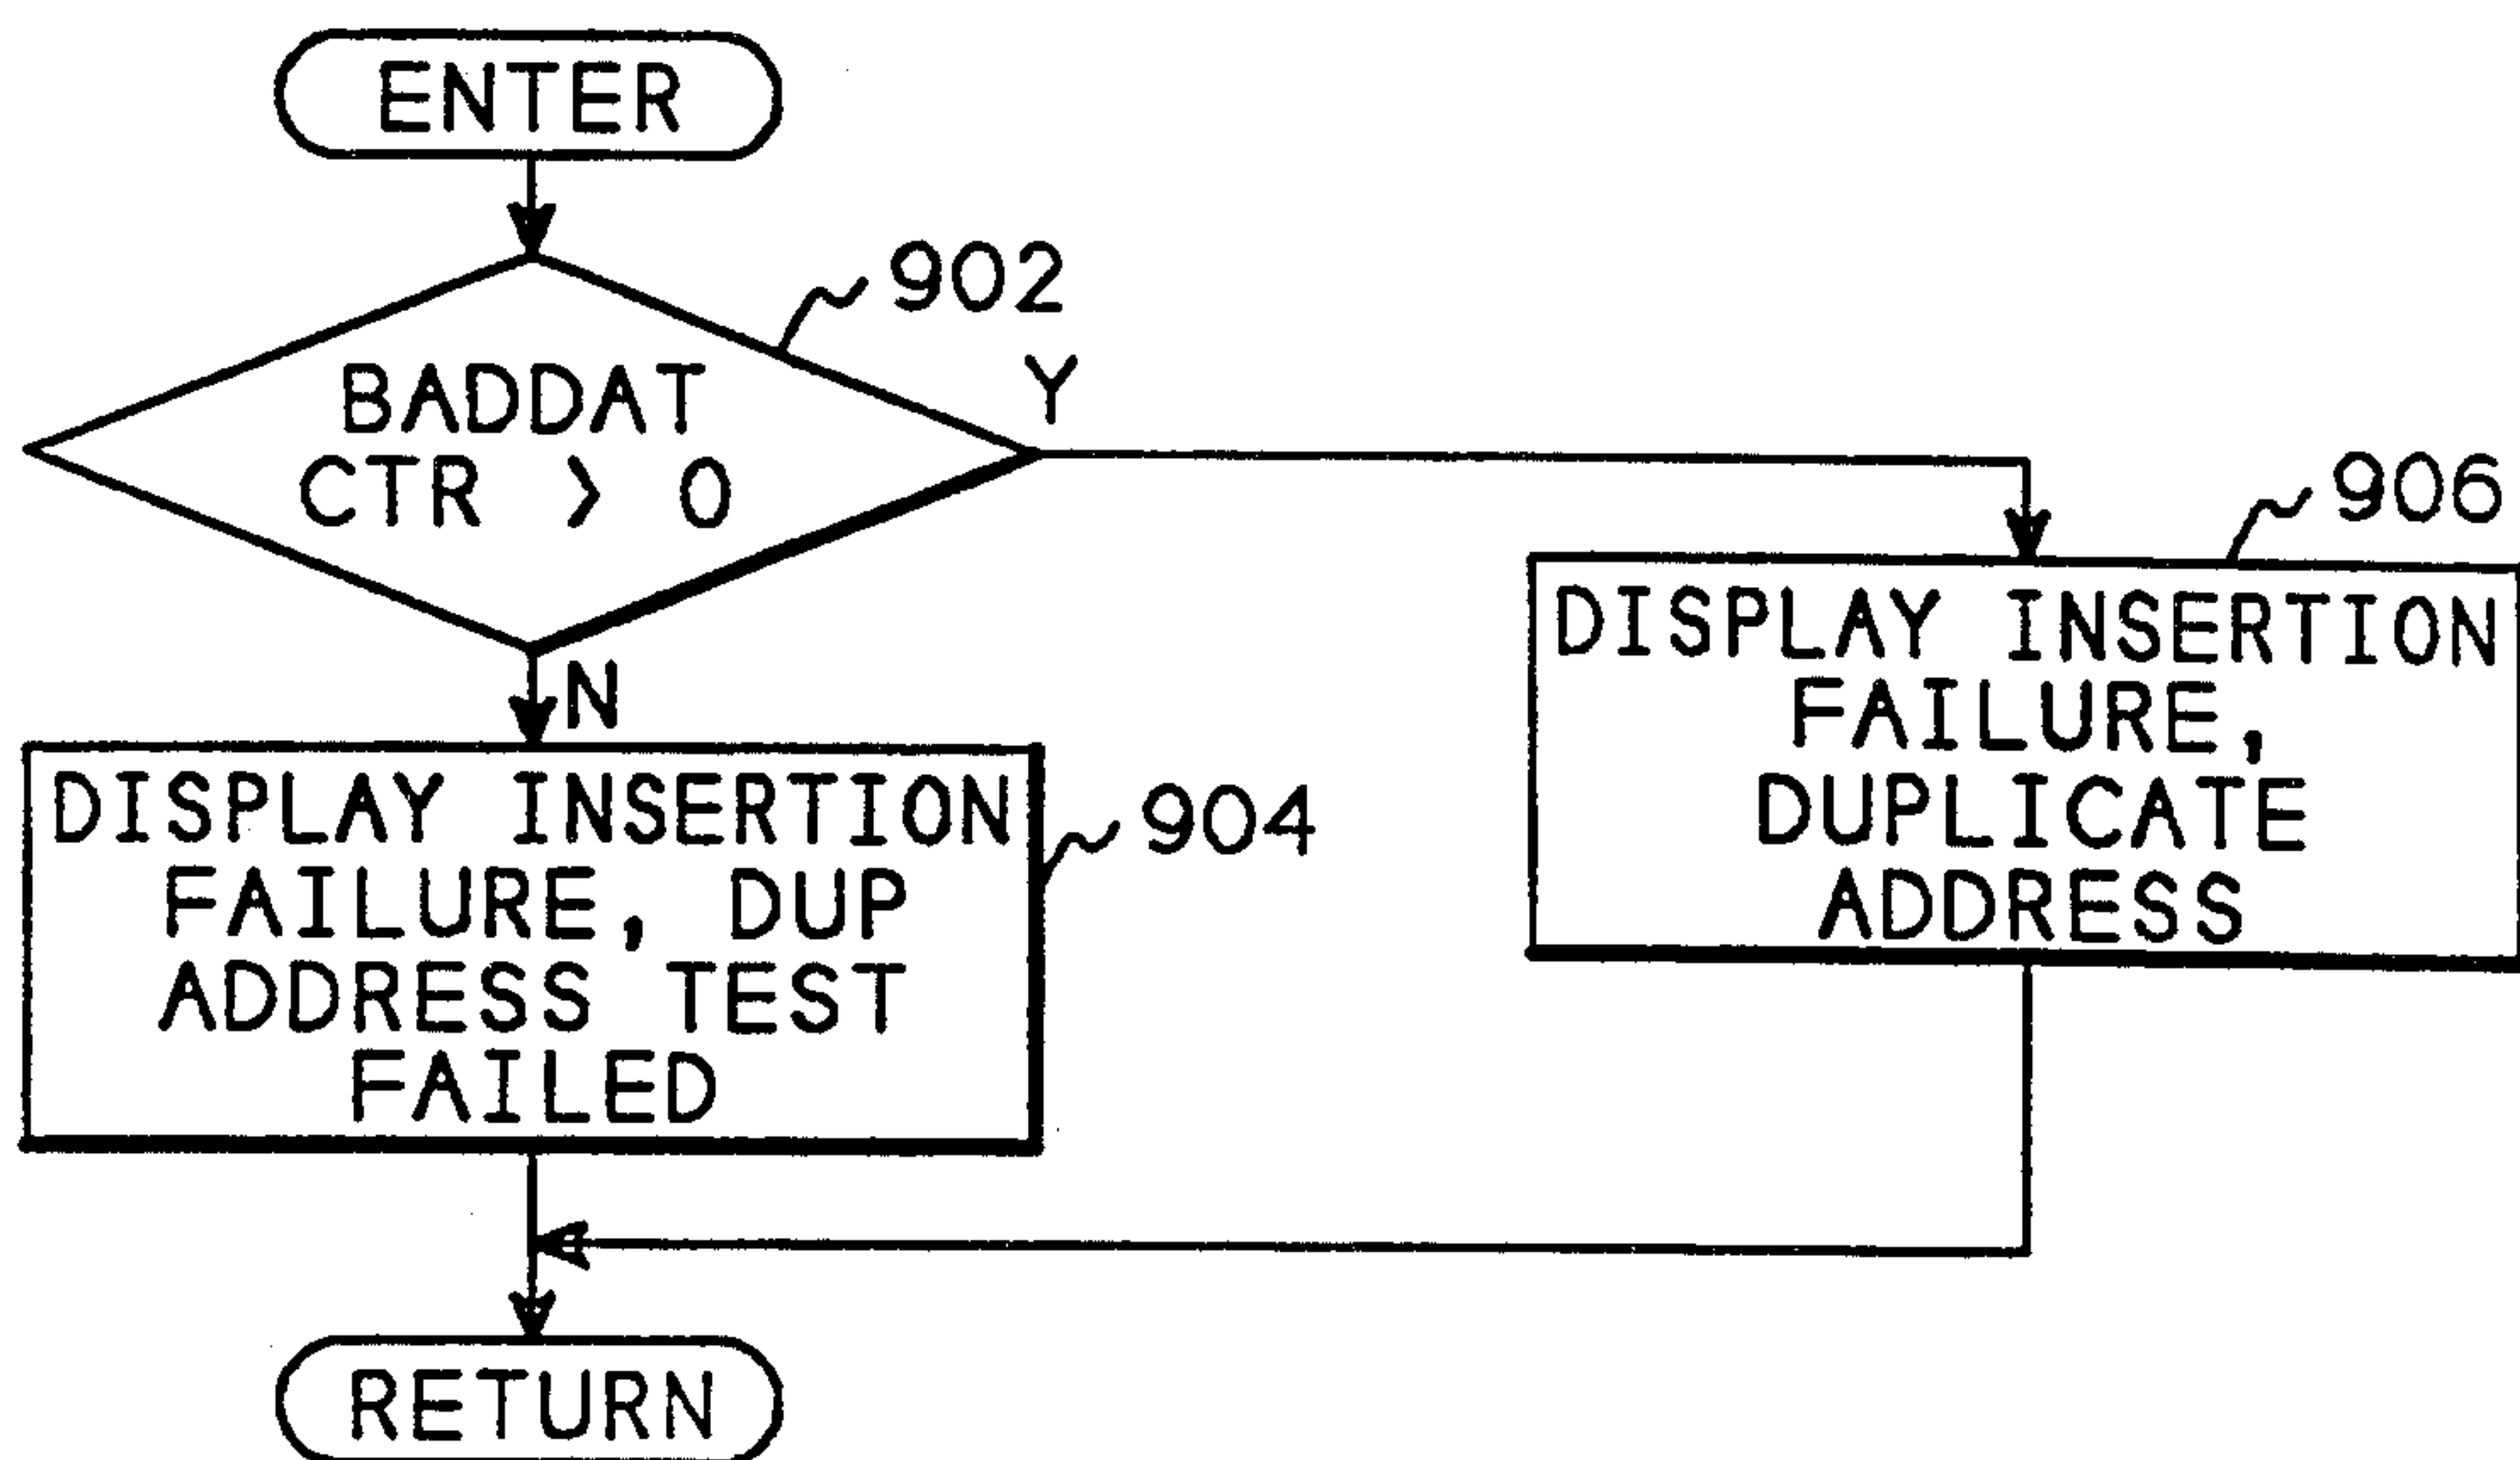 ENTER
902
BADDAT
CTR > 0
Y
N
906
DISPLAY INSERTION
FAILURE,
DUPLICATE
ADDRESS
DISPLAY INSERTION
FAILURE, DUP
ADDRESS TEST
FAILED
904
RETURN